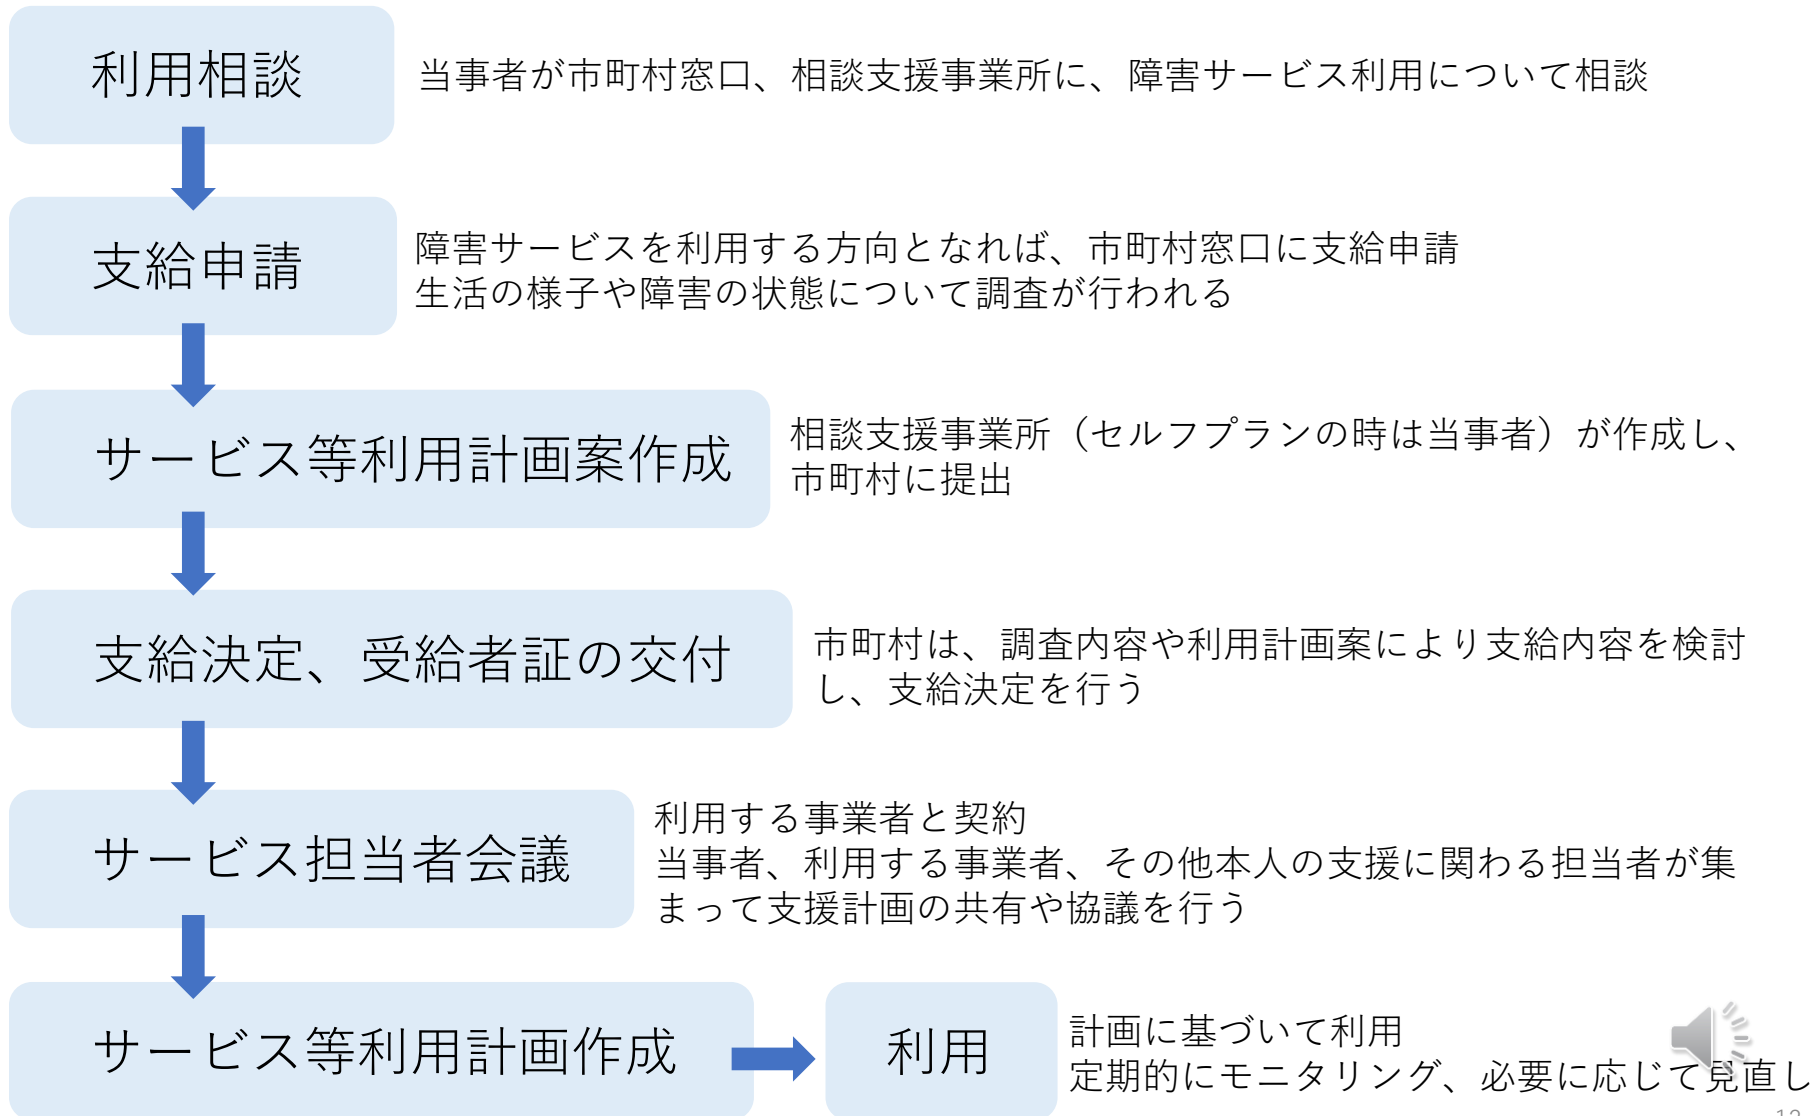 利用相談
当事者が市町村窓口、相談支援事業所に、障害サービス利用について相談
支給申請
障害サービスを利用する方向となれば、市町村窓口に支給申請
生活の様子や障害の状態について調査が行われる
サービス等利用計画案作成
相談支援事業所（セルフプランの時は当事者）が作成し、
市町村に提出
支給決定、受給者証の交付
市町村は、調査内容や利用計画案により支給内容を検討
し、支給決定を行う
サービス担当者会議
利用する事業者と契約
当事者、利用する事業者、その他本人の支援に関わる担当者が集
まって支援計画の共有や協議を行う
サービス等利用計画作成
利用
計画に基づいて利用
定期的にモニタリング、必要に応じて見直し